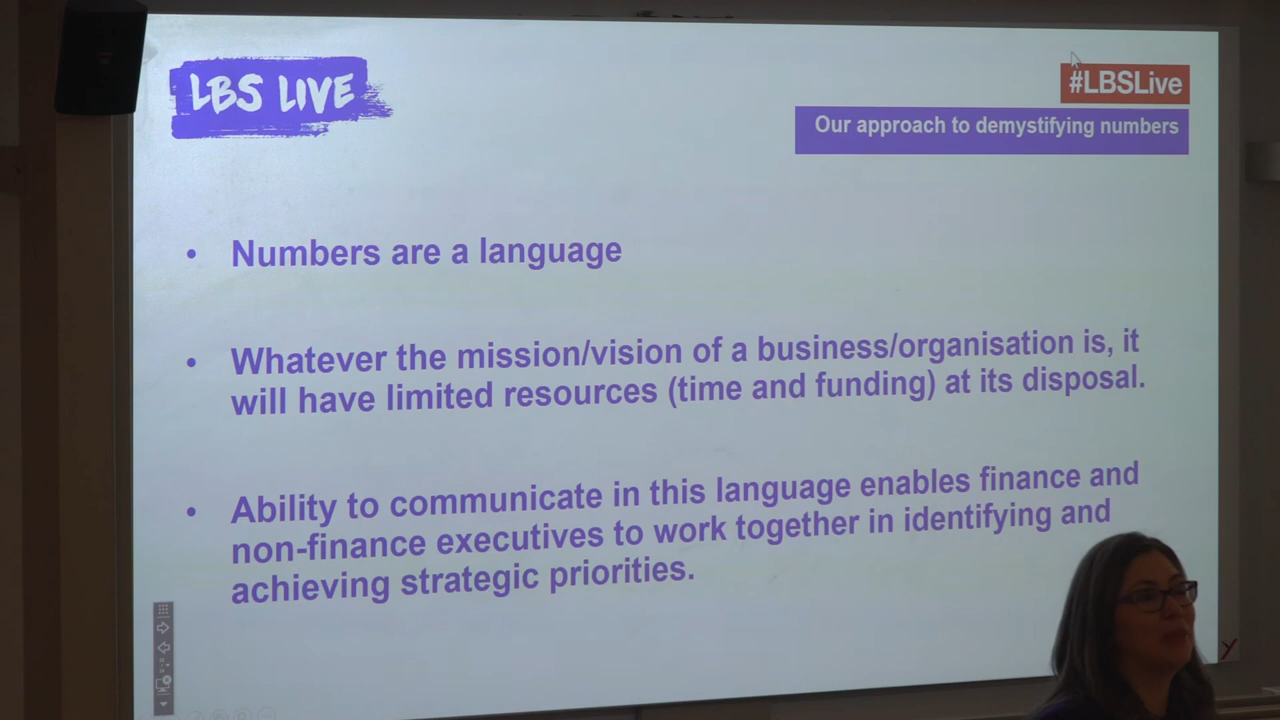 LBS LIVE
#LBSLive
Our approach to demystifying numbers
• Numbers are a language
• Whatever the mission/vision of a business/organisation is, it
will have limited resources (time and funding) at its disposal.
• Ability to communicate in this language enables finance and
non-finance executives to work together in identifying and
achieving strategic priorities.